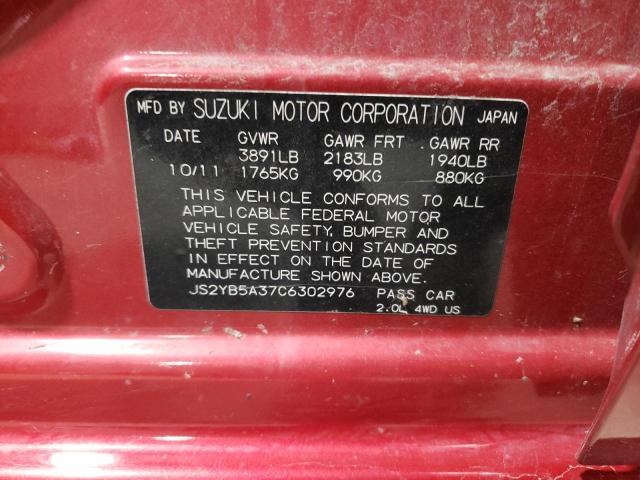 MFD BY SUZUKI MOTOR CORPORATION JAPAN
DATE GVWR GAWR FRT GAWR RR
3891LB 2183LB 1940LB
10/11 1765KG 990KG 880KG
THIS VEHICLE CONFORMS TO ALL
APPLICABLE FEDERAL MOTOR
VEHICLE SAFETY, BUMPER AND
THEFT PREVENTION STANDARDS
IN EFFECT ON THE DATE OF
MANUFACTURE SHOWN ABOVE.
JS2YB5A37C6302976 PASS CAR
2.0L 4WD US